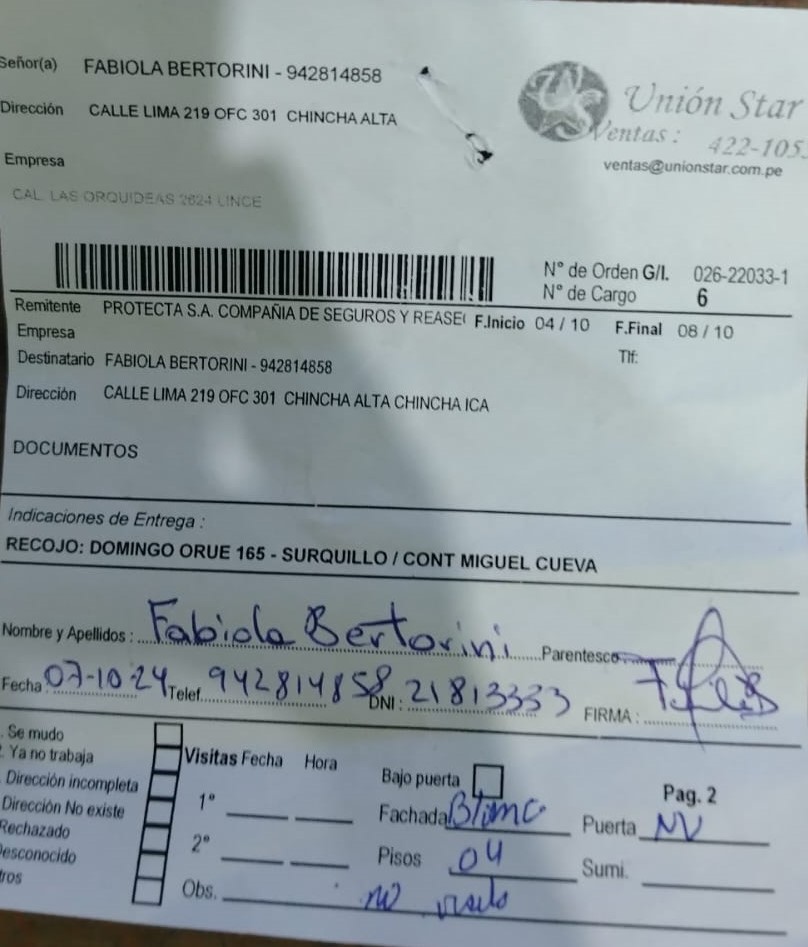 Señor(a) FABIOLA BERTORINI - 942814858
Dirección CALLE LIMA 219 OFC 301 CHINCHA ALTA
Empresa
CAL. LAS ORQUIDEAS 2624 LINCE
Unión Star
Ventas : 422-105
ventas@unionstar.com.pe
N° de Orden G/I. 026-22033-1
N° de Cargo 6
Remitente PROTECTA S.A. COMPAÑIA DE SEGUROS Y REASE( F.Inicio 04 / 10 F.Final 08 / 10
Empresa Tlf:
Destinatario FABIOLA BERTORINI - 942814858
Dirección CALLE LIMA 219 OFC 301 CHINCHA ALTA CHINCHA ICA
DOCUMENTOS
Indicaciones de Entrega :
RECOJO: DOMINGO ORUE 165 - SURQUILLO / CONT MIGUEL CUEVA
Nombre y Apellidos : Fabiola Bertorini Parentesco
Fecha 07-10-24 Telef. 942814858 DNI : 21813333 FIRMA :
. Se mudo
. Ya no trabaja
Dirección incompleta
Dirección No existe
Rechazado
Desconocido
tros
Visitas Fecha Hora
1°
2°
Obs. no
Bajo puerta
Fachada Blanc
Pisos 04
Pag. 2
Puerta NV
Sumi.